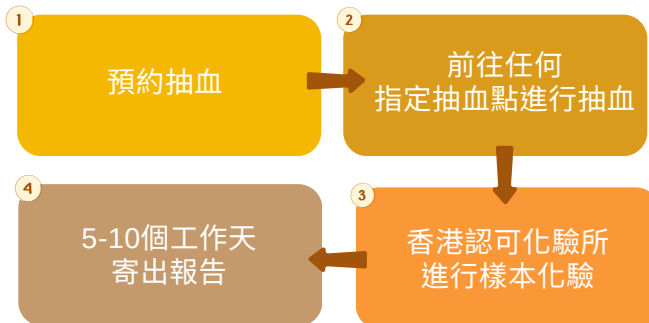 1
預約抽血
2
前往任何
指定抽血點進行抽血
3
香港認可化驗所
進行樣本化驗
4
5-10個工作天
寄出報告